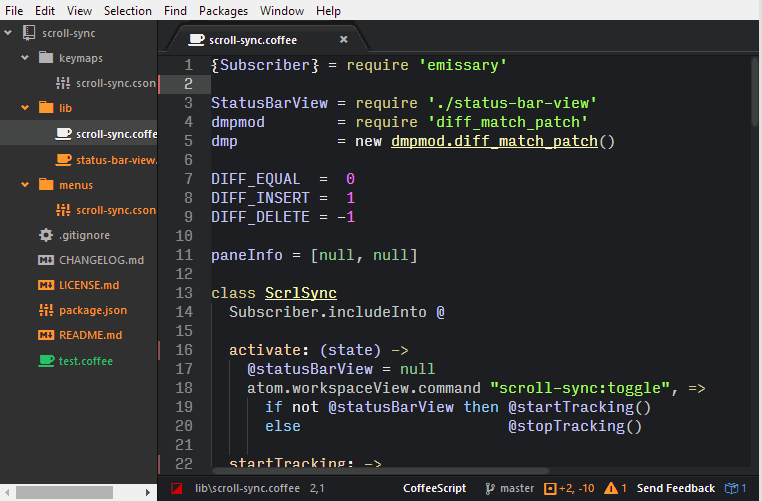 File Edit View Selection Find Packages Window Help
scroll-sync
keymaps
scroll-sync.cson
lib
scroll-sync.coffe
status-bar-view.
menus
scroll-sync.cson
.gitignore
CHANGELOG.md
LICENSE.md
package.json
README.md
test.coffee
scroll-sync.coffee ×
1 {Subscriber} = require 'emissary'
2
3 StatusBarView = require './status-bar-view'
4 dmpmod        = require 'diff_match_patch'
5 dmp           = new dmpmod.diff_match_patch()
6
7 DIFF_EQUAL  =  0
8 DIFF_INSERT =  1
9 DIFF_DELETE = -1
10
11 paneInfo = [null, null]
12
13 class ScrlSync
14   Subscriber.includeInto @
15
16   activate: (state) ->
17     @statusBarView = null
18     atom.workspaceView.command "scroll-sync:toggle", =>
19       if not @statusBarView then @startTracking()
20       else                       @stopTracking()
21
22   startTracking: ->
lib\scroll-sync.coffee 2,1 CoffeeScript master +2, -10 1 Send Feedback 1